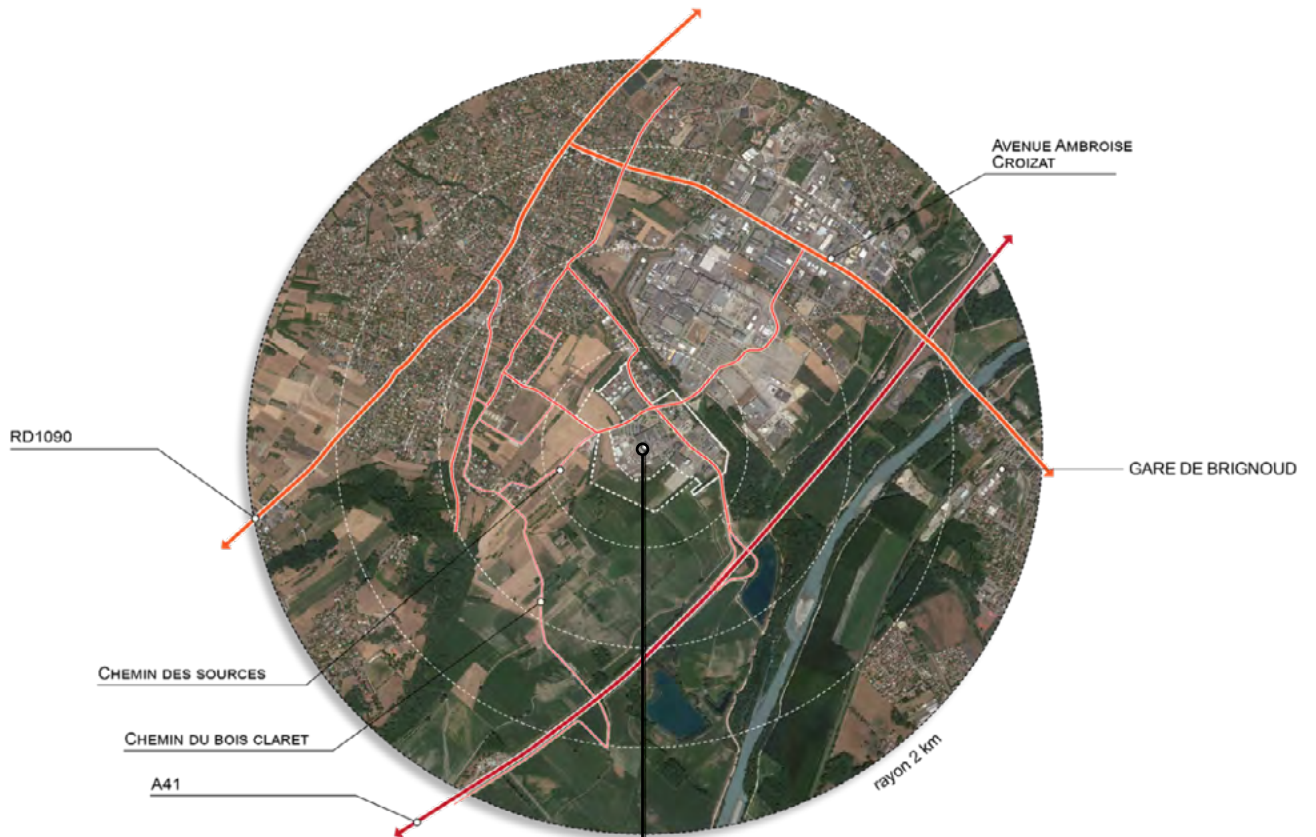 AVENUE AMBROISE
CROIZAT
RD1090
GARE DE BRIGNOUD
CHEMIN DES SOURCES
CHEMIN DU BOIS CLARET
A41
rayon 2 km